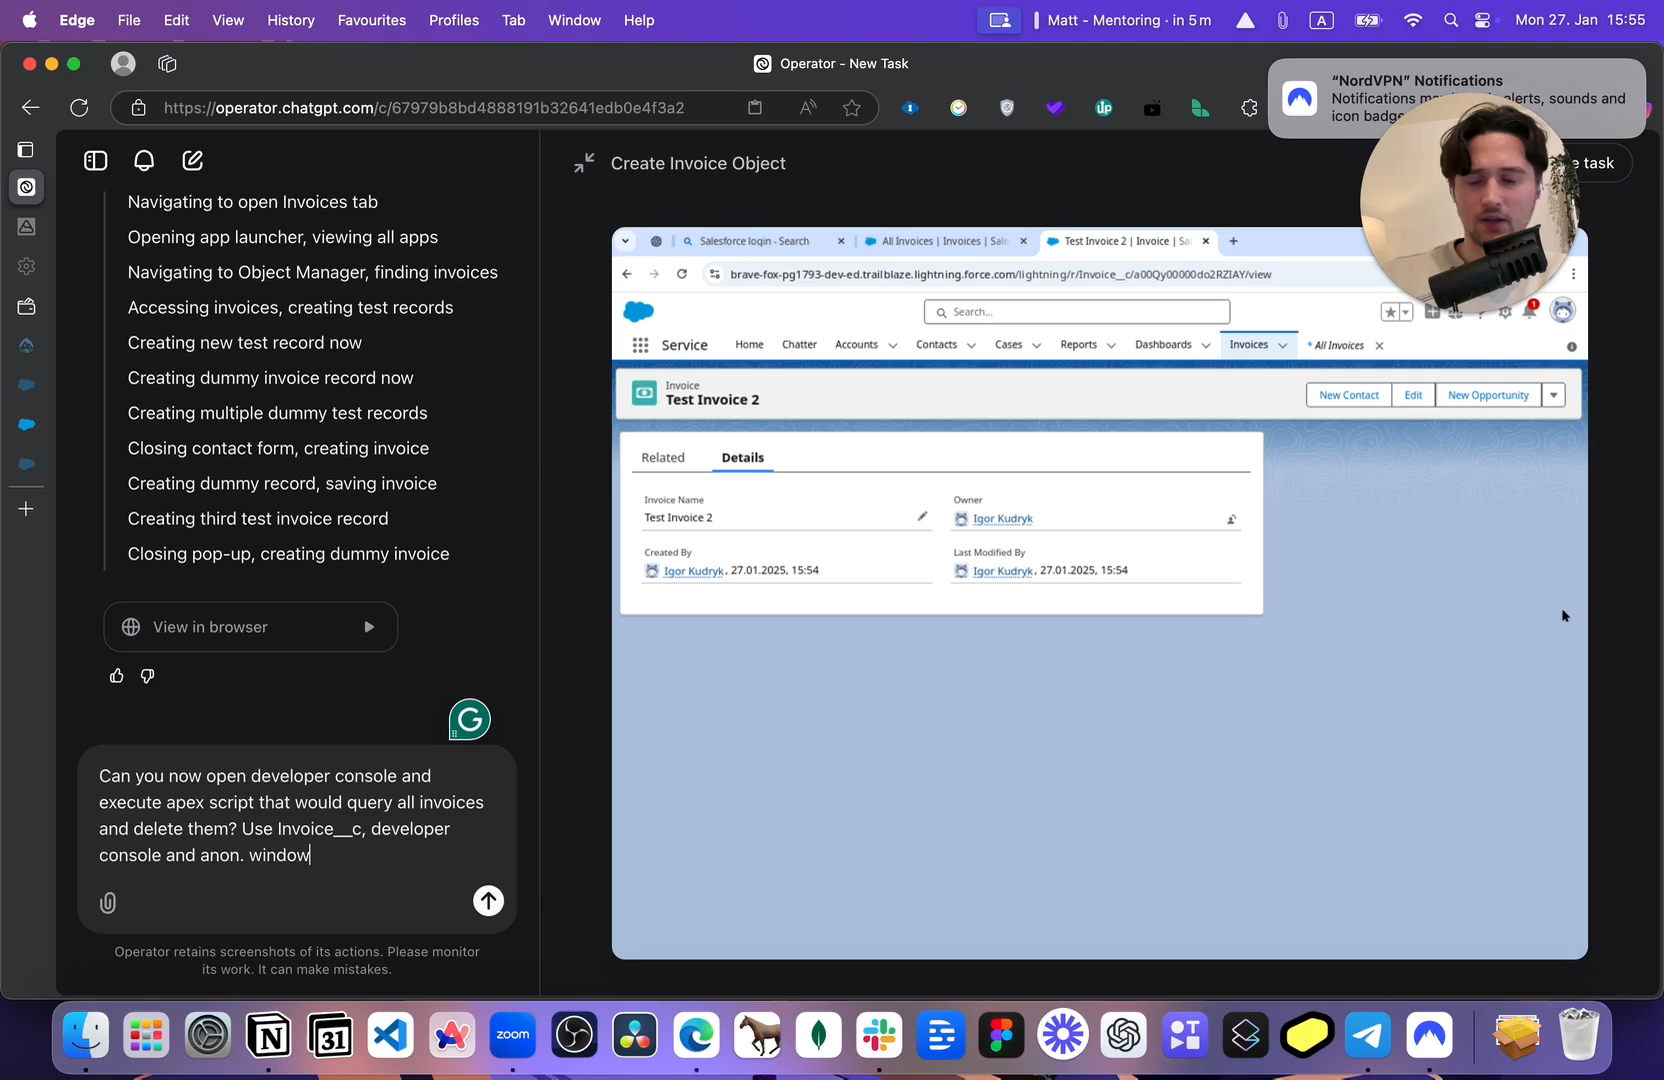 Edge File Edit View History Favourites Profiles Tab Window Help
Matt - Mentoring · in 5 m
A
Mon 27. Jan 15:55
Operator - New Task
https://operator.chatgpt.com/c/67979b8bd4888191b32641edb0e4f3a2
“NordVPN” Notifications
Notifications
alerts, sounds and
icon
Navigating to open Invoices tab
Opening app launcher, viewing all apps
Navigating to Object Manager, finding invoices
Accessing invoices, creating test records
Creating new test record now
Creating dummy invoice record now
Creating multiple dummy test records
Closing contact form, creating invoice
Creating dummy record, saving invoice
Creating third test invoice record
Closing pop-up, creating dummy invoice
View in browser
Can you now open developer console and
execute apex script that would query all invoices
and delete them? Use Invoice__c, developer
console and anon. window
Operator retains screenshots of its actions. Please monitor
its work. It can make mistakes.
Create Invoice Object
task
Salesforce login - Search
All Invoices | Invoices | Sale
Test Invoice 2 | Invoice | Sa
brave-fox-pg1793-dev-ed.trailblaze.lightning.force.com/lightning/r/Invoice__c/a00Qy00000do2RZIAY/view
Search...
1
Service Home Chatter Accounts Contacts Cases Reports Dashboards Invoices * All Invoices
Invoice
Test Invoice 2
New Contact Edit New Opportunity
Related Details
Invoice Name
Test Invoice 2
Owner
Igor Kudryk
Created By
Igor Kudryk, 27.01.2025, 15:54
Last Modified By
Igor Kudryk, 27.01.2025, 15:54
31
zoom